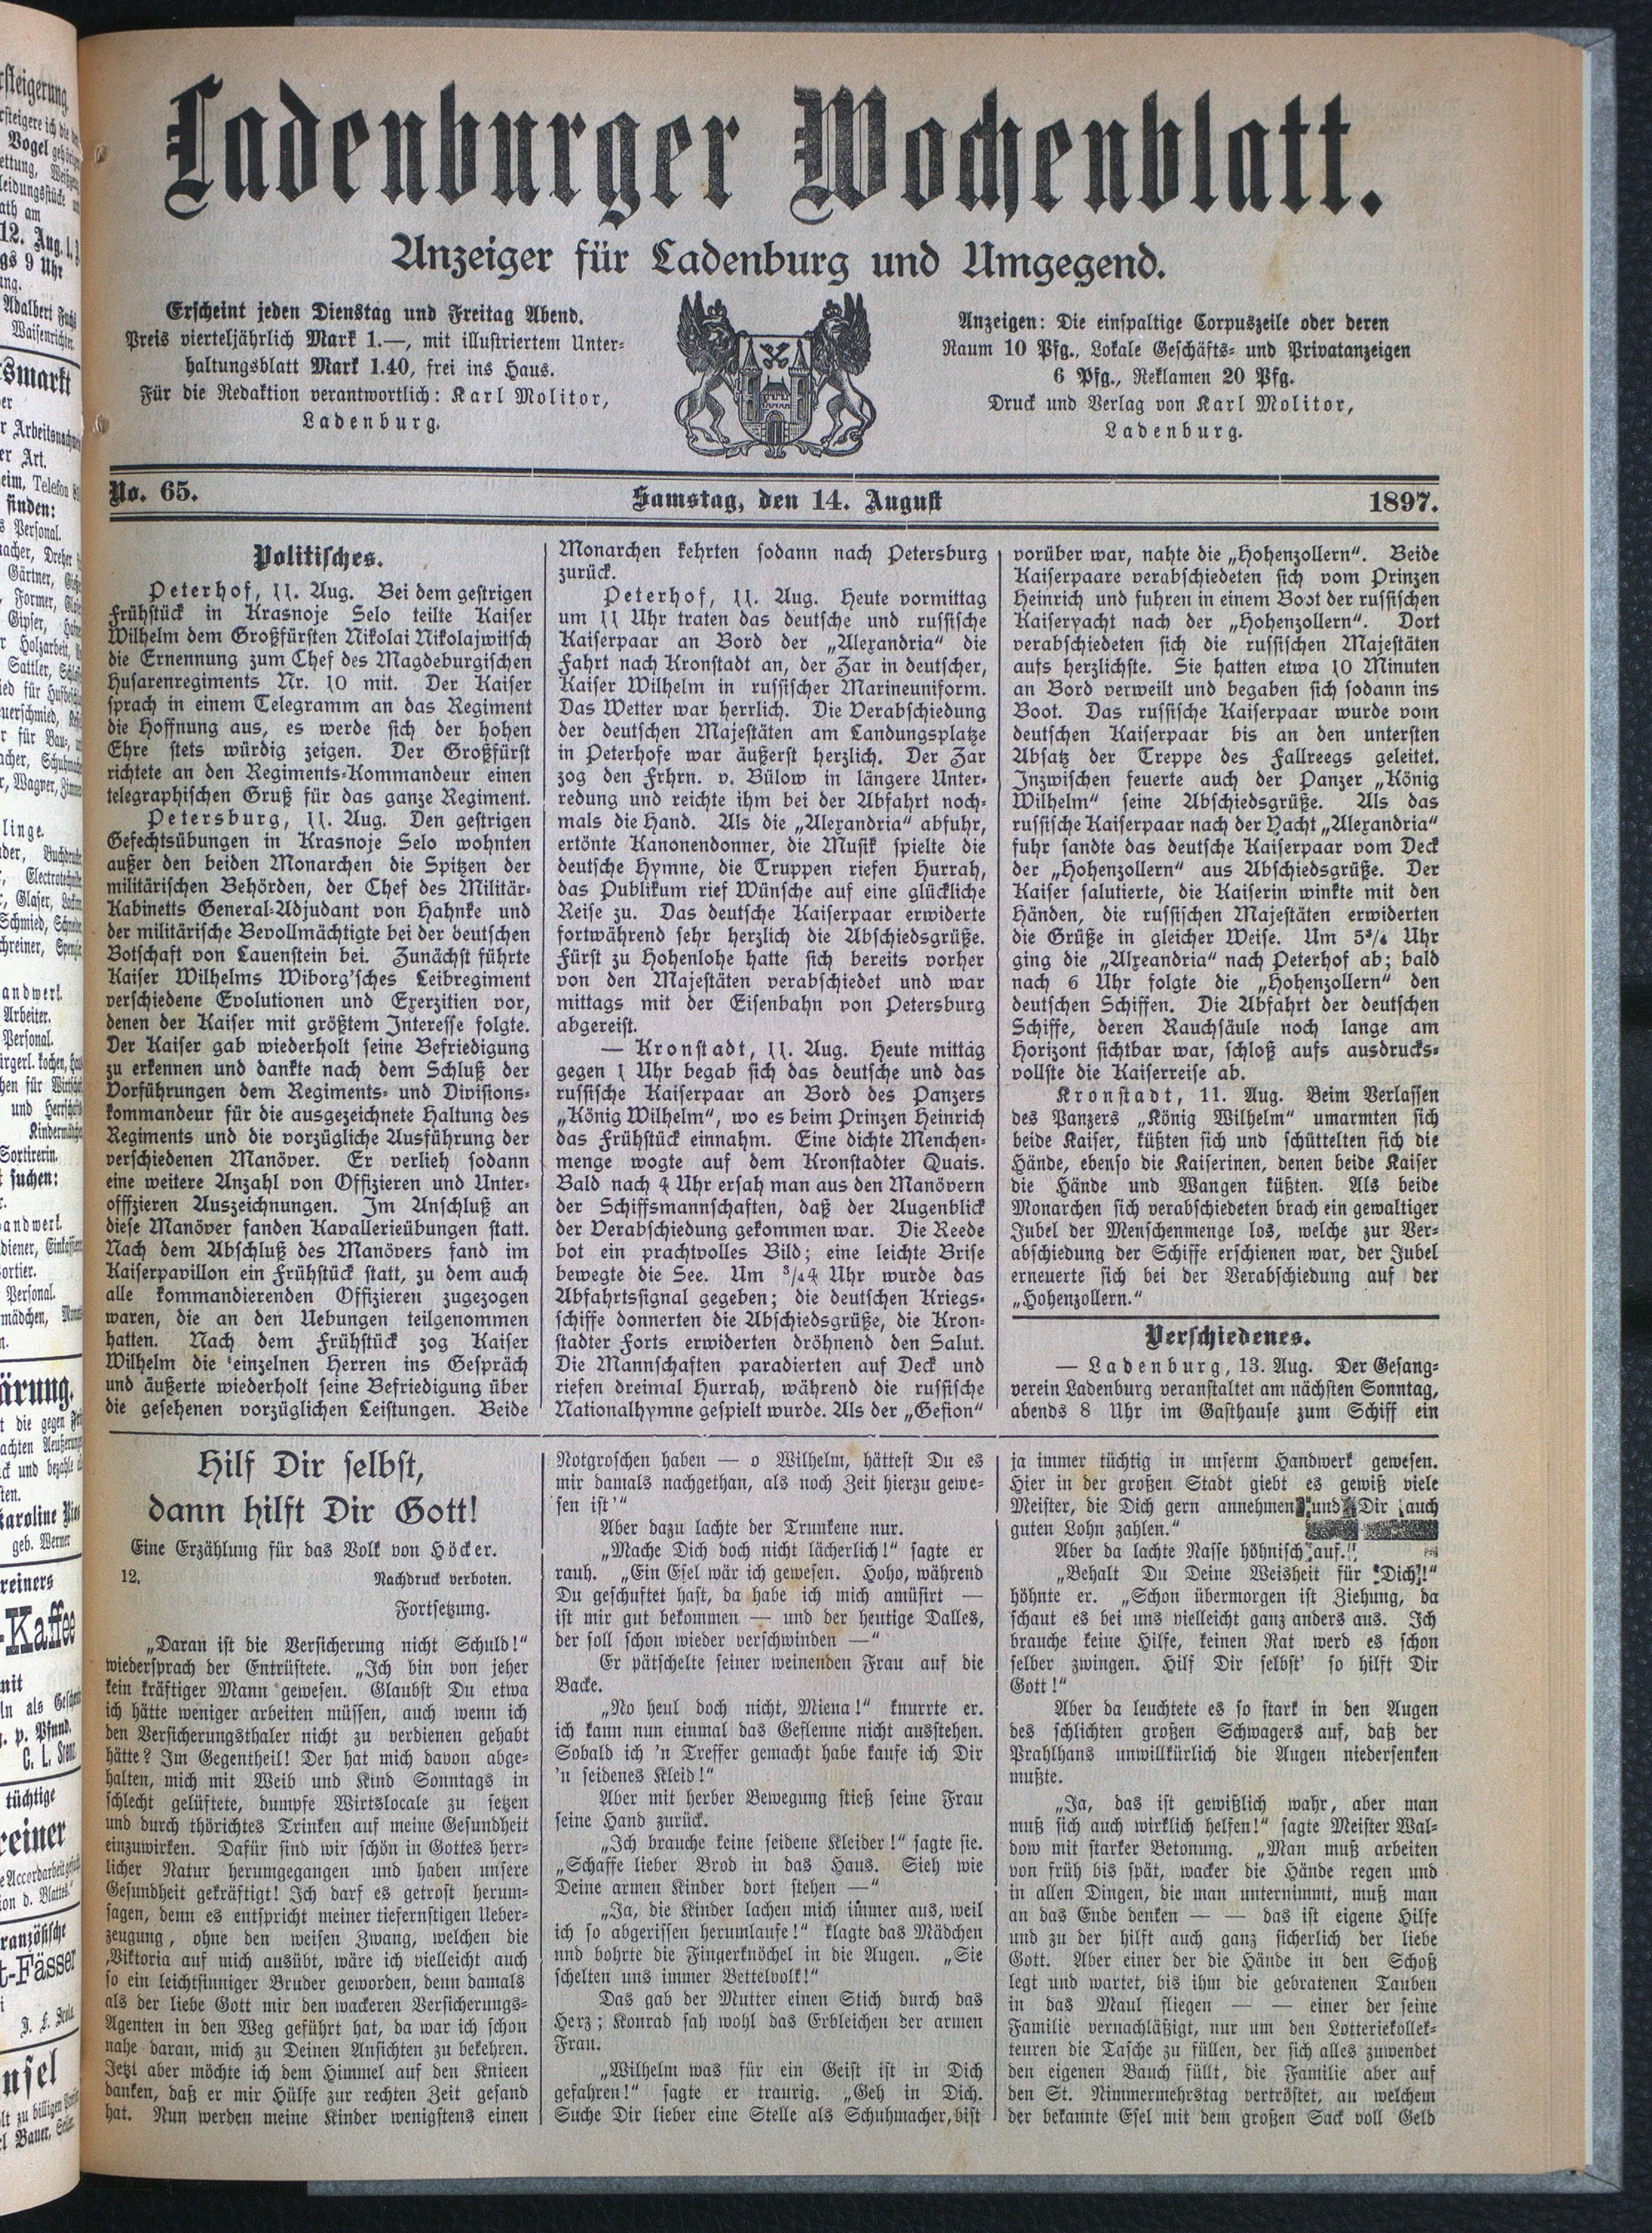 Ladenburger Wochenblatt.
Anzeiger für Ladenburg und Umgegend.
Erscheint jeden Dienstag und Freitag Abend.
Preis vierteljährlich Mark 1.—, mit illustriertem Unter-
haltungsblatt Mark 1.40, frei ins Haus.
Für die Redaktion verantwortlich: Karl Molitor,
Ladenburg.
Anzeigen: Die einspaltige Corpuszeile oder deren
Raum 10 Pfg., Lokale Geschäfts- und Privatanzeigen
6 Pfg., Reklamen 20 Pfg.
Druck und Verlag von Karl Molitor,
Ladenburg.
No. 65.
Samstag, den 14. August
1897.
Politisches.
Peterhof, 11. Aug. Bei dem gestrigen
Frühstück in Krasnoje Selo teilte Kaiser
Wilhelm dem Großfürsten Nikolai Nikolajwitsch
die Ernennung zum Chef des Magdeburgischen
Husarenregiments Nr. 10 mit. Der Kaiser
sprach in einem Telegramm an das Regiment
die Hoffnung aus, es werde sich der hohen
Ehre stets würdig zeigen. Der Großfürst
richtete an den Regiments-Kommandeur einen
telegraphischen Gruß für das ganze Regiment.
Petersburg, 11. Aug. Den gestrigen
Gefechtsübungen in Krasnoje Selo wohnten
außer den beiden Monarchen die Spitzen der
militärischen Behörden, der Chef des Militär-
Kabinetts General-Adjudant von Hahnke und
der militärische Bevollmächtigte bei der deutschen
Botschaft von Lauenstein bei. Zunächst führte
Kaiser Wilhelms Wiborg'sches Leibregiment
verschiedene Evolutionen und Exerzitien vor,
denen der Kaiser mit größtem Interesse folgte.
Der Kaiser gab wiederholt seine Befriedigung
zu erkennen und dankte nach dem Schluß der
Vorführungen dem Regiments- und Divisions-
kommandeur für die ausgezeichnete Haltung des
Regiments und die vorzügliche Ausführung der
verschiedenen Manöver. Er verlieh sodann
eine weitere Anzahl von Offizieren und Unter-
offfzieren Auszeichnungen. Im Anschluß an
diese Manöver fanden Kavallerieübungen statt.
Nach dem Abschluß des Manövers fand im
Kaiserpavillon ein Frühstück statt, zu dem auch
alle kommandierenden Offizieren zugezogen
waren, die an den Uebungen teilgenommen
hatten. Nach dem Frühstück zog Kaiser
Wilhelm die einzelnen Herren ins Gespräch
und äußerte wiederholt seine Befriedigung über
die gesehenen vorzüglichen Leistungen. Beide
Monarchen kehrten sodann nach Petersburg
zurück.
Peterhof, 11. Aug. Heute vormittag
um 11 Uhr traten das deutsche und russische
Kaiserpaar an Bord der „Alexandria“ die
Fahrt nach Kronstadt an, der Zar in deutscher,
Kaiser Wilhelm in russischer Marineuniform.
Das Wetter war herrlich. Die Verabschiedung
der deutschen Majestäten am Landungsplatze
in Peterhofe war äußerst herzlich. Der Zar
zog den Frhrn. v. Bülow in längere Unter-
redung und reichte ihm bei der Abfahrt noch-
mals die Hand. Als die „Alexandria“ abfuhr,
ertönte Kanonendonner, die Musik spielte die
deutsche Hymne, die Truppen riefen Hurrah,
das Publikum rief Wünsche auf eine glückliche
Reise zu. Das deutsche Kaiserpaar erwiderte
fortwährend sehr herzlich die Abschiedsgrüße.
Fürst zu Hohenlohe hatte sich bereits vorher
von den Majestäten verabschiedet und war
mittags mit der Eisenbahn von Petersburg
abgereist.
— Kronstadt, 11. Aug. Heute mittag
gegen 1 Uhr begab sich das deutsche und das
russische Kaiserpaar an Bord des Panzers
„König Wilhelm“, wo es beim Prinzen Heinrich
das Frühstück einnahm. Eine dichte Menchen-
menge wogte auf dem Kronstadter Quais.
Bald nach 4 Uhr ersah man aus den Manövern
der Schiffsmannschaften, daß der Augenblick
der Verabschiedung gekommen war. Die Reede
bot ein prachtvolles Bild; eine leichte Brise
bewegte die See. Um ³/₄4 Uhr wurde das
Abfahrtssignal gegeben; die deutschen Kriegs-
schiffe donnerten die Abschiedsgrüße, die Kron-
stadter Forts erwiderten dröhnend den Salut.
Die Mannschaften paradierten auf Deck und
riefen dreimal Hurrah, während die russische
Nationalhymne gespielt wurde. Als der „Gefion“
vorüber war, nahte die „Hohenzollern“. Beide
Kaiserpaare verabschiedeten sich vom Prinzen
Heinrich und fuhren in einem Boot der russischen
Kaiseryacht nach der „Hohenzollern“. Dort
verabschiedeten sich die russischen Majestäten
aufs herzlichste. Sie hatten etwa 10 Minuten
an Bord verweilt und begaben sich sodann ins
Boot. Das russische Kaiserpaar wurde vom
deutschen Kaiserpaar bis an den untersten
Absatz der Treppe des Fallreegs geleitet.
Inzwischen feuerte auch der Panzer „König
Wilhelm“ seine Abschiedsgrüße. Als das
russische Kaiserpaar nach der Yacht „Alexandria“
fuhr sandte das deutsche Kaiserpaar vom Deck
der „Hohenzollern“ aus Abschiedsgrüße. Der
Kaiser salutierte, die Kaiserin winkte mit den
Händen, die russischen Majestäten erwiderten
die Grüße in gleicher Weise. Um 5³/₄ Uhr
ging die „Alxeandria“ nach Peterhof ab; bald
nach 6 Uhr folgte die „Hohenzollern“ den
deutschen Schiffen. Die Abfahrt der deutschen
Schiffe, deren Rauchsäule noch lange am
Horizont sichtbar war, schloß aufs ausdrucks-
vollste die Kaiserreise ab.
Kronstadt, 11. Aug. Beim Verlassen
des Panzers „König Wilhelm“ umarmten sich
beide Kaiser, küßten sich und schüttelten sich die
Hände, ebenso die Kaiserinen, denen beide Kaiser
die Hände und Wangen küßten. Als beide
Monarchen sich verabschiedeten brach ein gewaltiger
Jubel der Menschenmenge los, welche zur Ver-
abschiedung der Schiffe erschienen war, der Jubel
erneuerte sich bei der Verabschiedung auf der
„Hohenzollern.“
Verschiedenes.
— Ladenburg, 13. Aug. Der Gesang-
verein Ladenburg veranstaltet am nächsten Sonntag,
abends 8 Uhr im Gasthause zum Schiff ein
Hilf Dir selbst,
dann hilft Dir Gott!
Eine Erzählung für das Volk von Höcker.
12.
Nachdruck verboten.
Fortsetzung.
„Daran ist die Versicherung nicht Schuld!“
wiedersprach der Entrüstete. „Ich bin von jeher
kein kräftiger Mann gewesen. Glaubst Du etwa
ich hätte weniger arbeiten müssen, auch wenn ich
den Versicherungsthaler nicht zu verdienen gehabt
hätte? Im Gegentheil! Der hat mich davon abge-
halten, mich mit Weib und Kind Sonntags in
schlecht gelüftete, dumpfe Wirtslocale zu setzen
und durch thörichtes Trinken auf meine Gesundheit
einzuwirken. Dafür sind wir schön in Gottes herr-
licher Natur herumgegangen und haben unsere
Gesundheit gekräftigt! Ich darf es getrost herum-
sagen, denn es entspricht meiner tiefernstigen Ueber-
zeugung, ohne den weisen Zwang, welchen die
‚Viktoria auf mich ausübt, wäre ich vielleicht auch
so ein leichtsinniger Bruder geworden, denn damals
als der liebe Gott mir den wackeren Versicherungs-
Agenten in den Weg geführt hat, da war ich schon
nahe daran, mich zu Deinen Ansichten zu bekehren.
Jetzt aber möchte ich dem Himmel auf den Knieen
danken, daß er mir Hülfe zur rechten Zeit gesand
hat. Nun werden meine Kinder wenigstens einen
Notgroschen haben — o Wilhelm, hättest Du es
mir damals nachgethan, als noch Zeit hierzu gewe-
sen ist'“
Aber dazu lachte der Trunkene nur.
„Mache Dich doch nicht lächerlich!“ sagte er
rauh. „Ein Esel wär ich gewesen. Hoho, während
Du geschuftet hast, da habe ich mich amüsirt —
ist mir gut bekommen — und der heutige Dalles,
der soll schon wieder verschwinden —“
Er pätschelte seiner weinenden Frau auf die
Backe.
„No heul doch nicht, Miena!“ knurrte er.
ich kann nun einmal das Geflenne nicht ausstehen.
Sobald ich 'n Treffer gemacht habe kaufe ich Dir
'n seidenes Kleid!“
Aber mit herber Bewegung stieß seine Frau
seine Hand zurück.
„Ich brauche keine seidene Kleider!“ sagte sie.
„Schaffe lieber Brod in das Haus. Sieh wie
Deine armen Kinder dort stehen —“
„Ja, die Kinder lachen mich immer aus, weil
ich so abgerissen herumlaufe!“ klagte das Mädchen
und bohrte die Fingerknöchel in die Augen. „Sie
schelten uns immer Bettelvolk!“
Das gab der Mutter einen Stich durch das
Herz; Konrad sah wohl das Erbleichen der armen
Frau.
„Wilhelm was für ein Geist ist in Dich
gefahren!“ sagte er traurig. „Geh in Dich.
Suche Dir lieber eine Stelle als Schuhmacher, bist
ja immer tüchtig in unserm Handwerk gewesen.
Hier in der großen Stadt giebt es gewiß viele
Meister, die Dich gern annehmen und Dir auch
guten Lohn zahlen.“
Aber da lachte Nasse höhnisch auf.
„Behalt Du Deine Weisheit für Dich!“
höhnte er. „Schon übermorgen ist Ziehung, da
schaut es bei uns vielleicht ganz anders aus. Ich
brauche keine Hilfe, keinen Rat werd es schon
selber zwingen. Hilf Dir selbst' so hilft Dir
Gott!“
Aber da leuchtete es so stark in den Augen
des schlichten großen Schwagers auf, daß der
Prahlhans unwillkürlich die Augen niedersenken
mußte.
„Ja, das ist gewißlich wahr, aber man
muß sich auch wirklich helfen!“ sagte Meister Wal-
dow mit starker Betonung. „Man muß arbeiten
von früh bis spät, wacker die Hände regen und
in allen Dingen, die man unternimmt, muß man
an das Ende denken — — das ist eigene Hilfe
und zu der hilft auch ganz sicherlich der liebe
Gott. Aber einer der die Hände in den Schoß
legt und wartet, bis ihm die gebratenen Tauben
in das Maul fliegen — — einer der seine
Familie vernachläßigt, nur um den Lotteriekollek-
teuren die Tasche zu füllen, der sich alles zuwendet
den eigenen Bauch füllt, die Familie aber auf
den St. Nimmermehrstag vertröstet, an welchem
der bekannte Esel mit dem großen Sack voll Geld